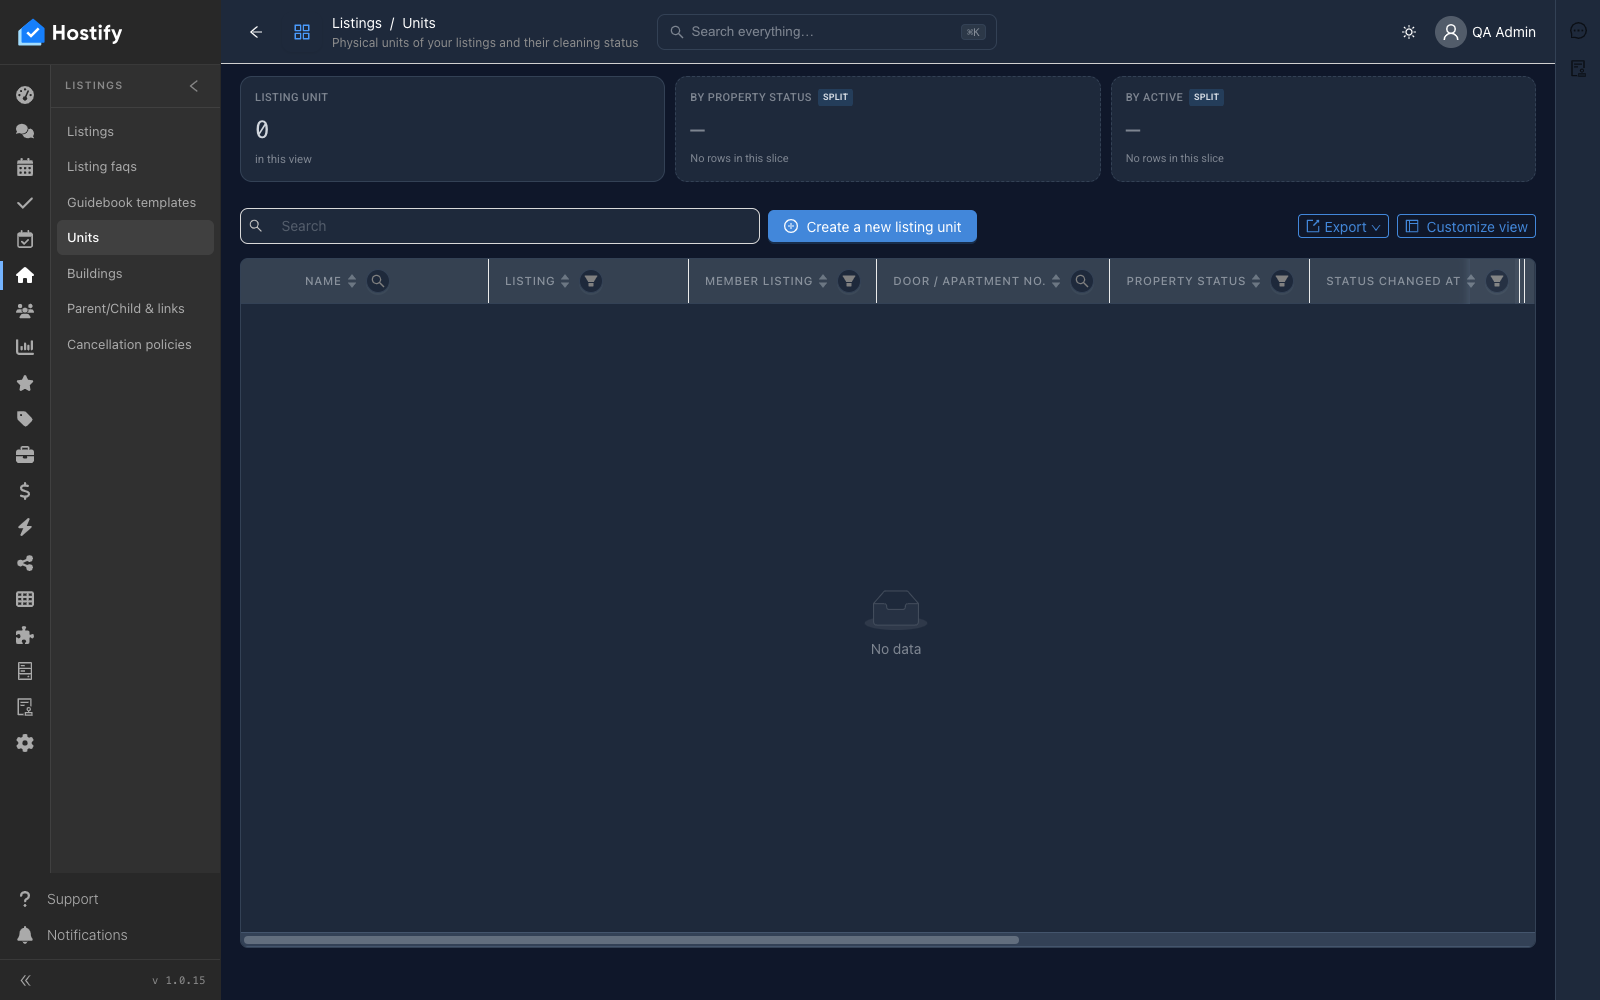 Hostify
LISTINGS
Listings
Listing faqs
Guidebook templates
Units
Buildings
Parent/Child & links
Cancellation policies
Support
Notifications
v 1.0.15
Listings / Units
Physical units of your listings and their cleaning status
Search everything...
⌘K
QA Admin
LISTING UNIT
0
in this view
BY PROPERTY STATUS SPLIT
—
No rows in this slice
BY ACTIVE SPLIT
—
No rows in this slice
Search
Create a new listing unit
Export
Customize view
NAME
LISTING
MEMBER LISTING
DOOR / APARTMENT NO.
PROPERTY STATUS
STATUS CHANGED AT
No data